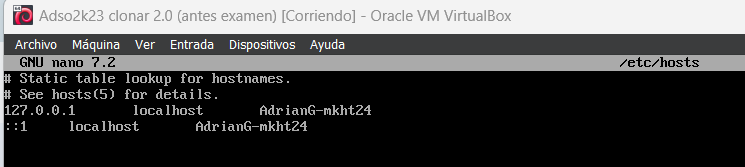 Adso2k23 clonar 2.0 (antes examen) [Corriendo] - Oracle VM VirtualBox
Archivo Máquina Ver Entrada Dispositivos Ayuda
GNU nano 7.2 /etc/hosts
# Static table lookup for hostnames.
# See hosts(5) for details.
127.0.0.1 localhost AdrianG-mkht24
::1 localhost AdrianG-mkht24